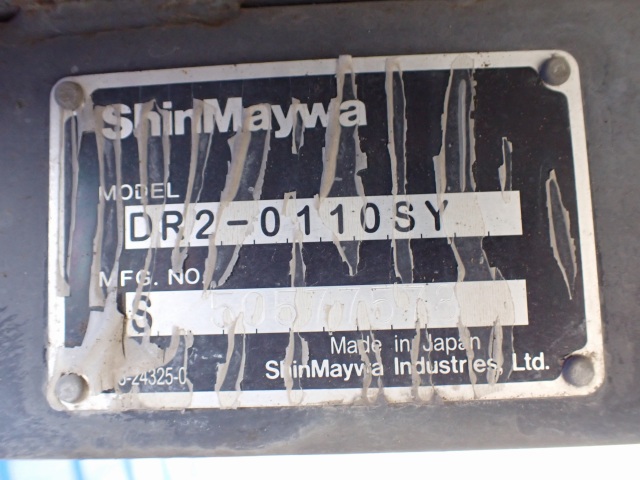 ShinMaywa
MODEL
DR2-0110SY
MFG. NO.
S
Made in Japan
ShinMaywa Industries, Ltd.